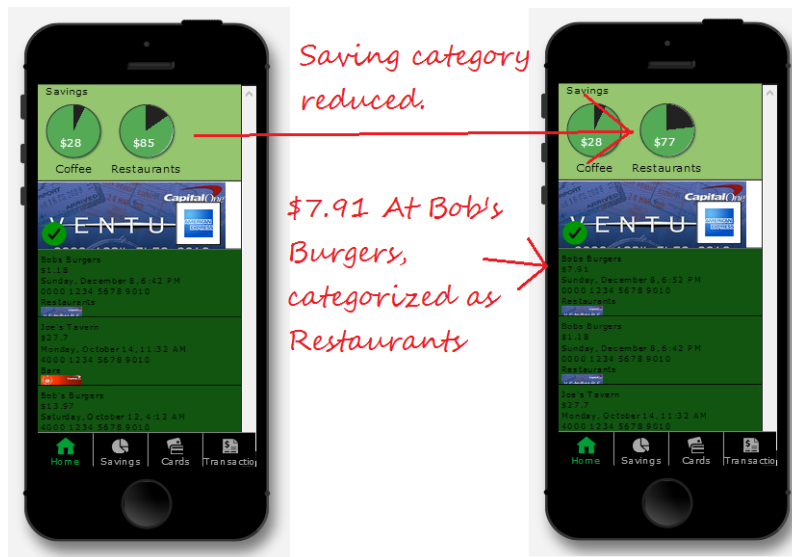 Savings
$28
$85
Coffee
Restaurants
CapitalOne
VENTU
AMERICAN EXPRESS
Bobs Burgers
$1.18
Sunday, December 8, 6:42 PM
0000 1234 5678 9010
Restaurants
Joe's Tavern
$27.7
Monday, October 14, 11:32 AM
4000 1234 5678 9010
Bars
Bob's Burgers
$13.97
Saturday, October 12, 4:12 AM
4000 1234 5678 9010
Home
Savings
Cards
Transactio
Saving category
reduced.
$7.91 At Bob's
Burgers,
categorized as
Restaurants
Savings
$28
$77
Coffee
Restaurants
CapitalOne
VENTU
AMERICAN EXPRESS
Bobs Burgers
$7.91
Sunday, December 8, 6:52 PM
0000 1234 5678 9010
Restaurants
Bobs Burgers
$1.18
Sunday, December 8, 6:42 PM
0000 1234 5678 9010
Restaurants
Joe's Tavern
$27.7
Monday, October 14, 11:32 AM
4000 1234 5678 9010
Home
Savings
Cards
Transactio